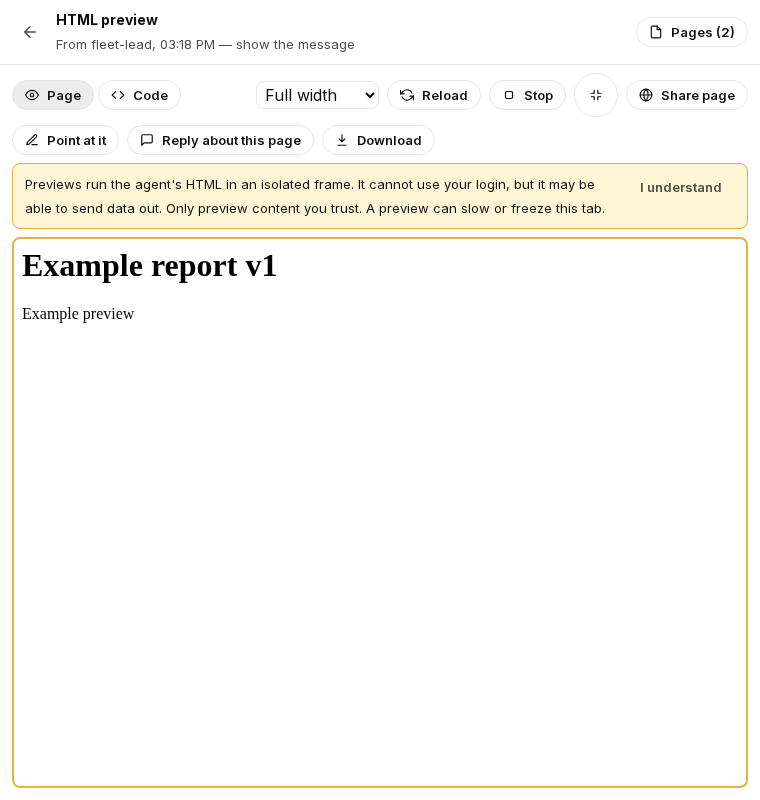 HTML preview
From fleet-lead, 03:18 PM — show the message
Pages (2)
Page
Code
Full width
Reload
Stop
Share page
Point at it
Reply about this page
Download
Previews run the agent's HTML in an isolated frame. It cannot use your login, but it may be
able to send data out. Only preview content you trust. A preview can slow or freeze this tab.
I understand
Example report v1
Example preview